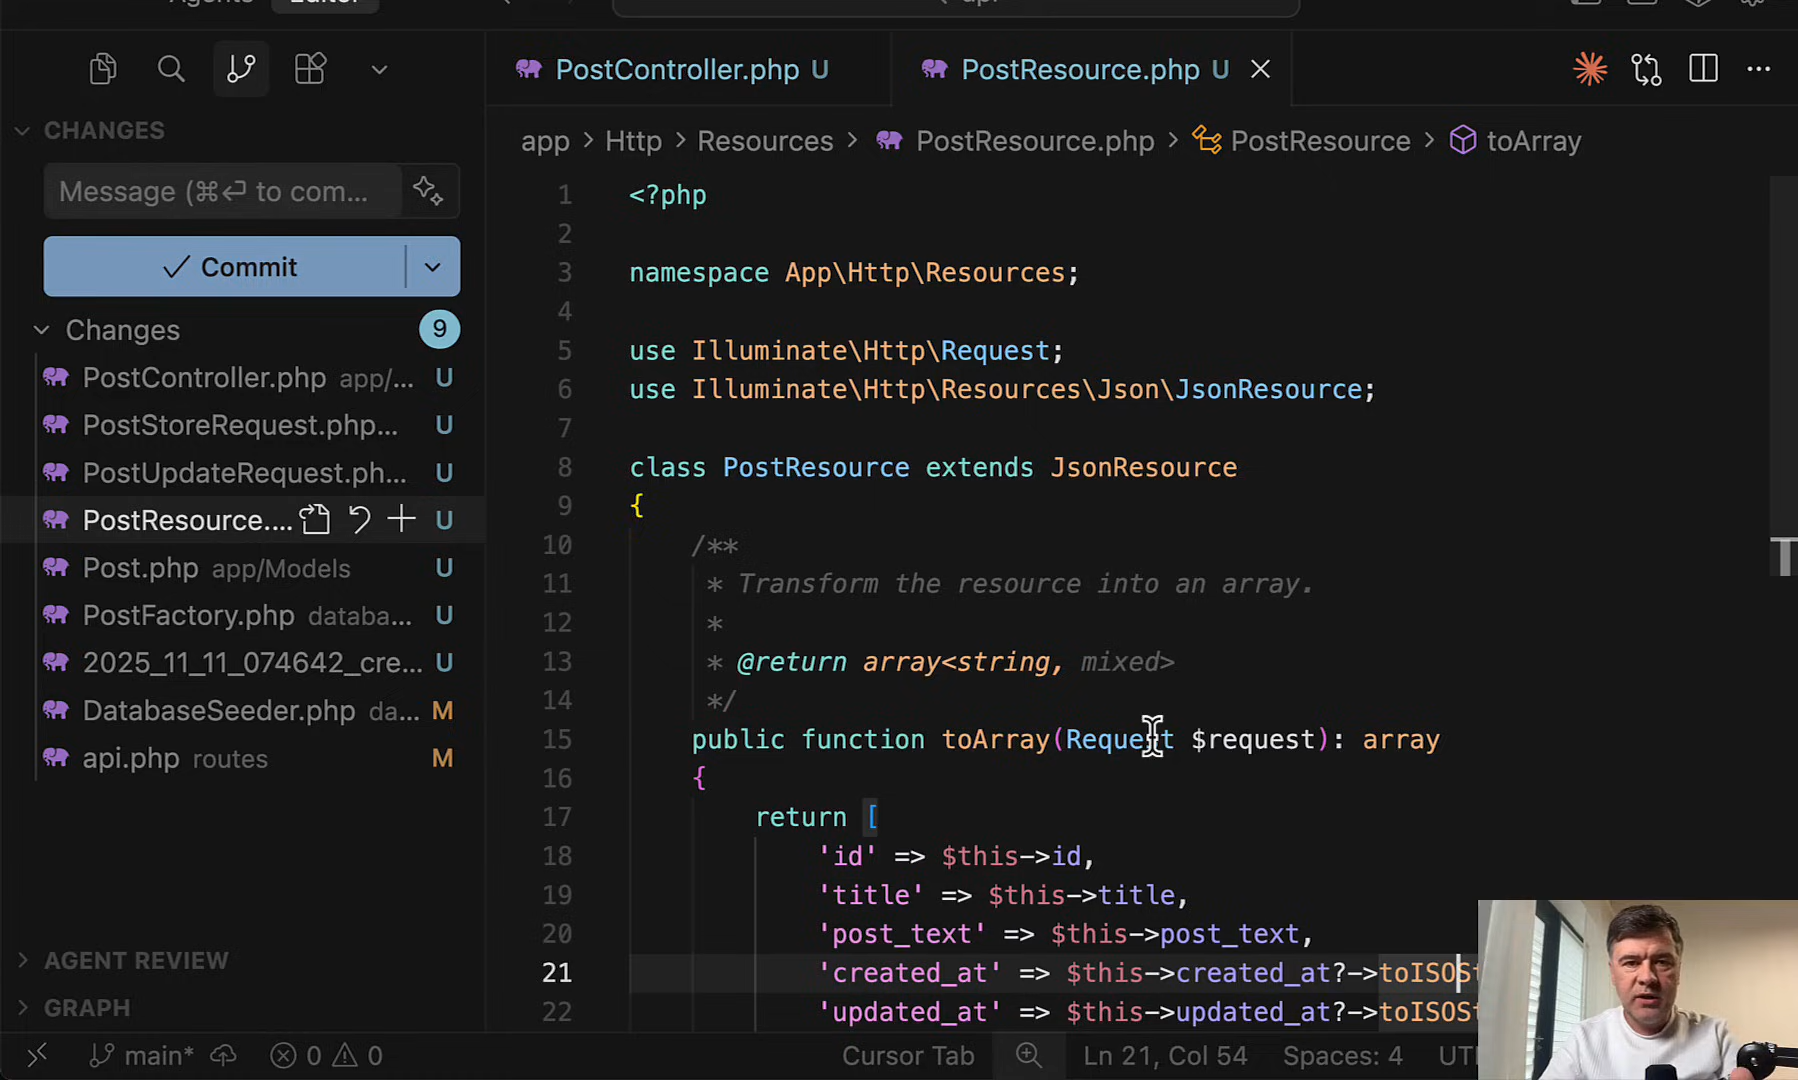 Agents Editor
PostController.php U
PostResource.php U
CHANGES
app > Http > Resources > PostResource.php > PostResource > toArray
Message (⌘⏎ to com...
Commit
Changes 9
PostController.php app/... U
PostStoreRequest.php... U
PostUpdateRequest.ph... U
PostResource.... U
Post.php app/Models U
PostFactory.php databa... U
2025_11_11_074642_cre... U
DatabaseSeeder.php da... M
api.php routes M
AGENT REVIEW
GRAPH
1 <?php
2
3 namespace App\Http\Resources;
4
5 use Illuminate\Http\Request;
6 use Illuminate\Http\Resources\Json\JsonResource;
7
8 class PostResource extends JsonResource
9 {
10 /**
11 * Transform the resource into an array.
12 *
13 * @return array<string, mixed>
14 */
15 public function toArray(Request $request): array
16 {
17 return [
18 'id' => $this->id,
19 'title' => $this->title,
20 'post_text' => $this->post_text,
21 'created_at' => $this->created_at?->toISOSt
22 'updated_at' => $this->updated_at?->toISOSt
main* 0 0 Cursor Tab Ln 21, Col 54 Spaces: 4 UT